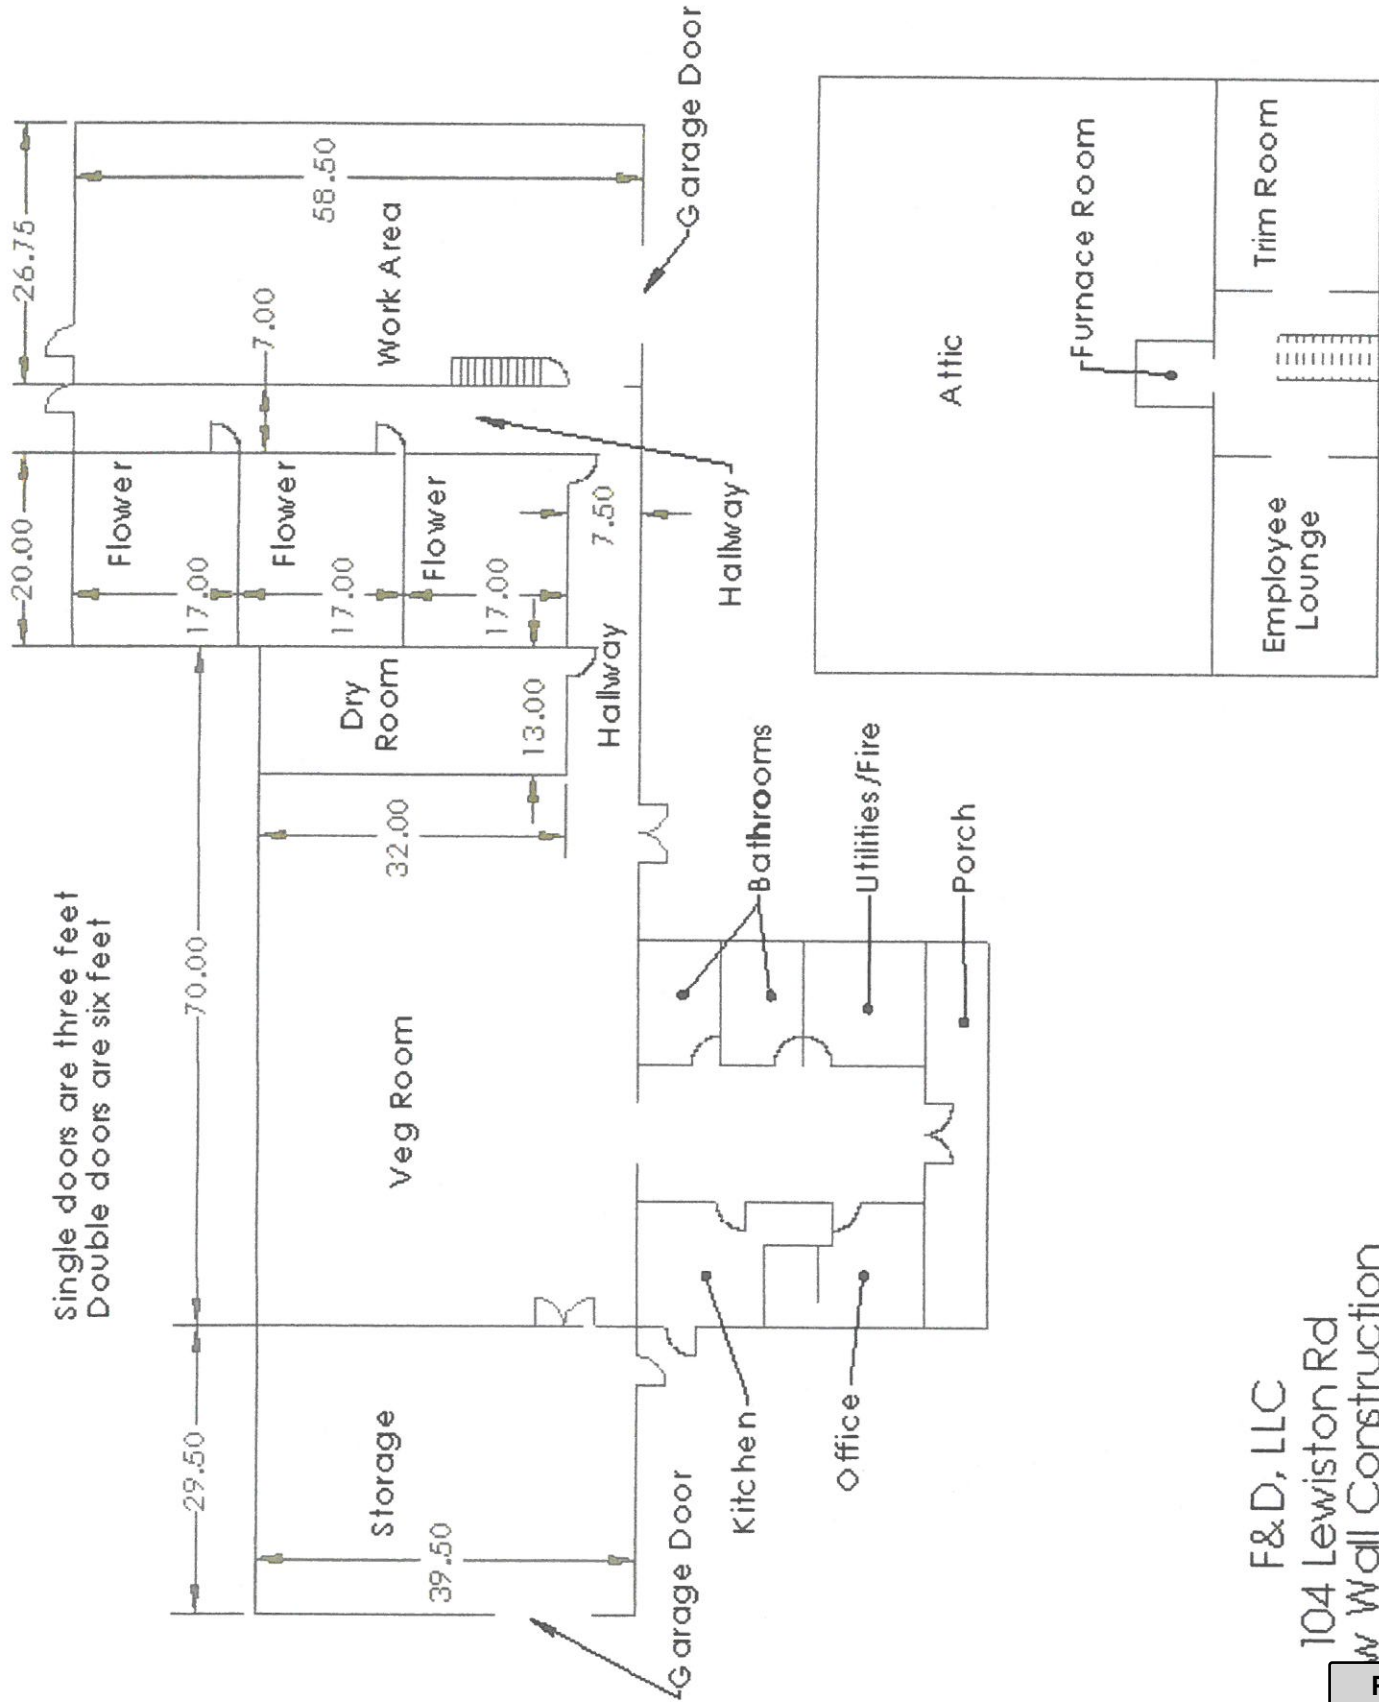 Single doors are three feet
Double doors are six feet
29.50
70.00
20.00
26.75
Storage
39.50
Veg Room
32.00
Dry
Room
13.00
Flower
17.00
Flower
17.00
Flower
17.00
7.00
7.50
Work Area
58.50
Hallway
Hallway
Garage Door
Garage Door
Kitchen
Office
Bathrooms
Utilities/Fire
Porch
Attic
Furnace Room
Employee
Lounge
Trim Room
F&D, LLC
104 Lewiston Rd
w Wall Construction